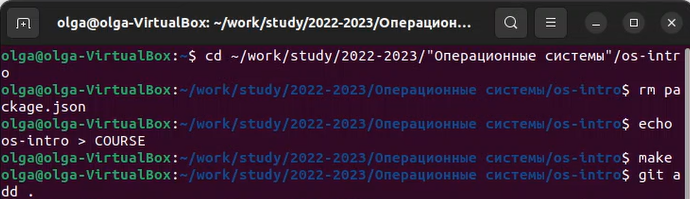 olga@olga-VirtualBox: ~/work/study/2022-2023/Операцион...
olga@olga-VirtualBox:~$ cd ~/work/study/2022-2023/"Операционные системы"/os-intr
o
olga@olga-VirtualBox:~/work/study/2022-2023/Операционные системы/os-intro$ rm pa
ckage.json
olga@olga-VirtualBox:~/work/study/2022-2023/Операционные системы/os-intro$ echo
os-intro > COURSE
olga@olga-VirtualBox:~/work/study/2022-2023/Операционные системы/os-intro$ make
olga@olga-VirtualBox:~/work/study/2022-2023/Операционные системы/os-intro$ git a
dd .